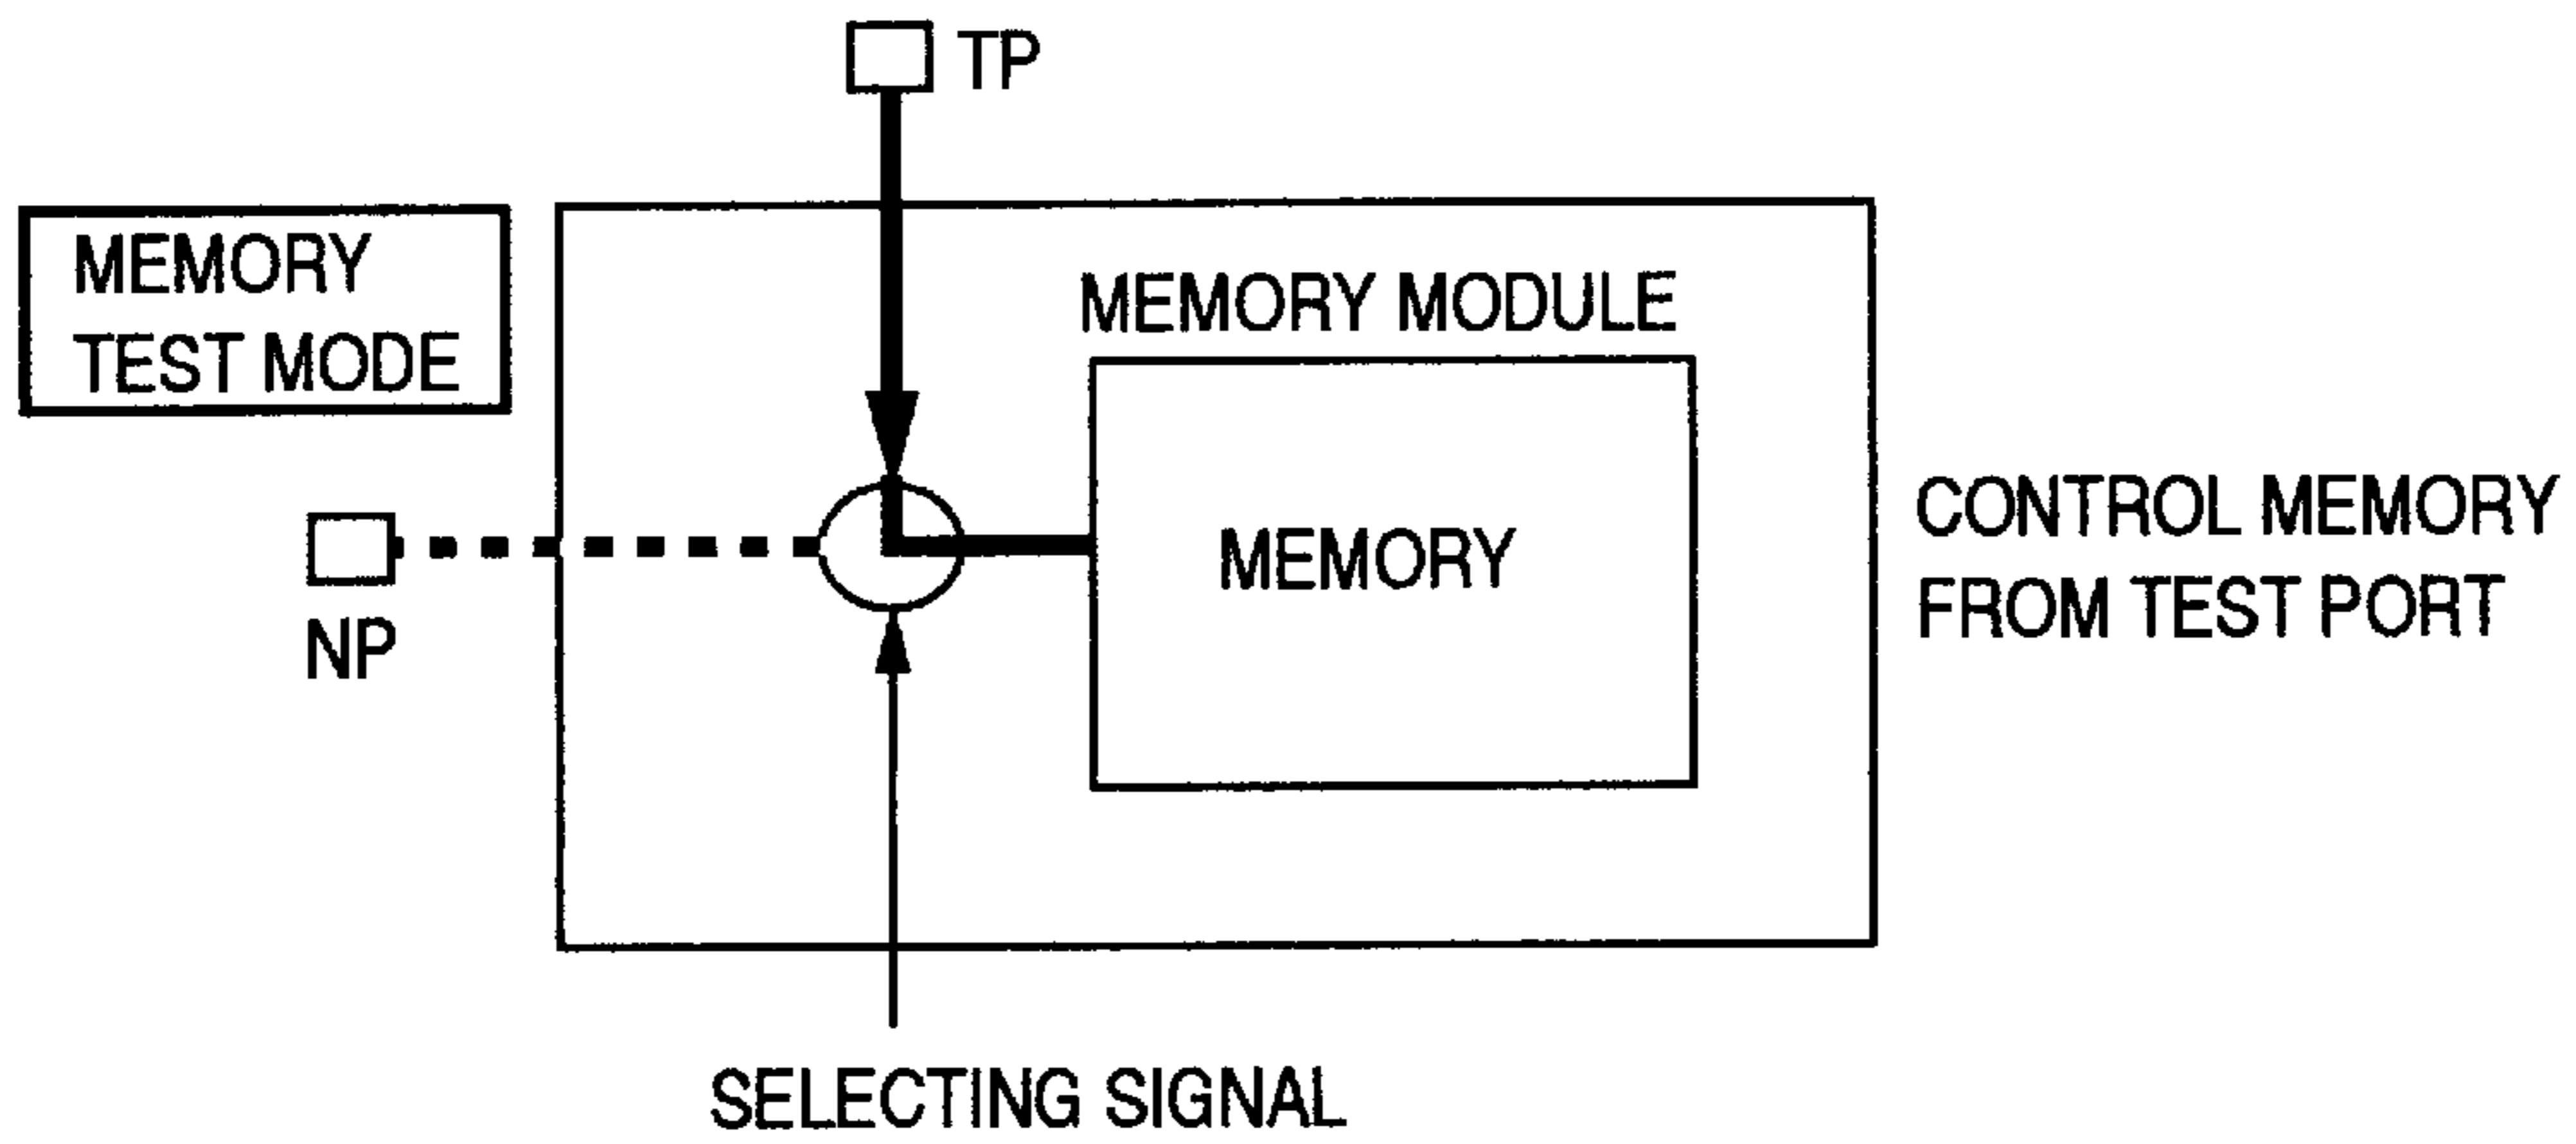 TP
MEMORY
TEST MODE
MEMORY MODULE
MEMORY
NP
CONTROL MEMORY
FROM TEST PORT
SELECTING SIGNAL